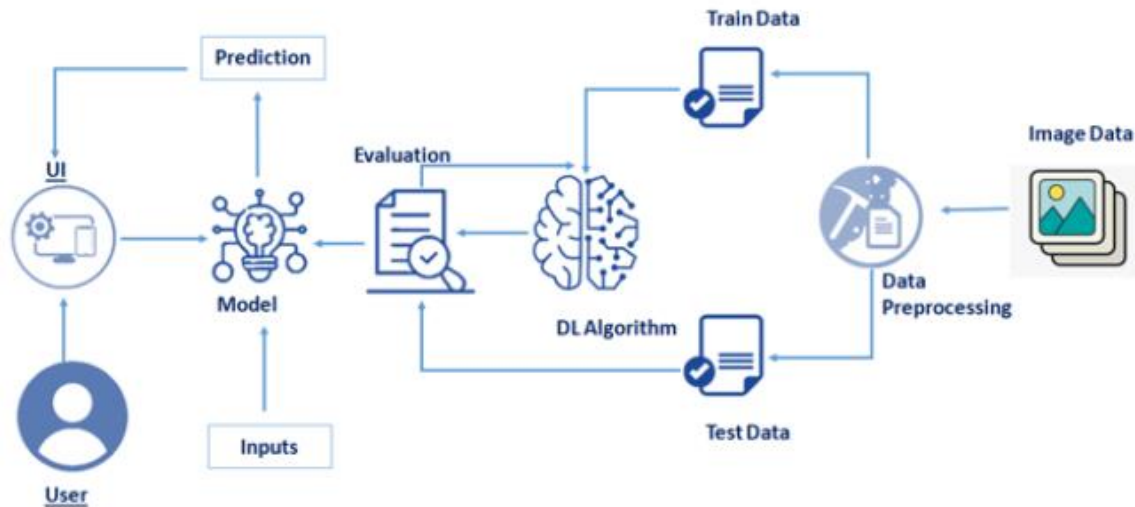 Train Data
Prediction
Image Data
Evaluation
UI
Data
Preprocessing
Model
DL Algorithm
Test Data
Inputs
User